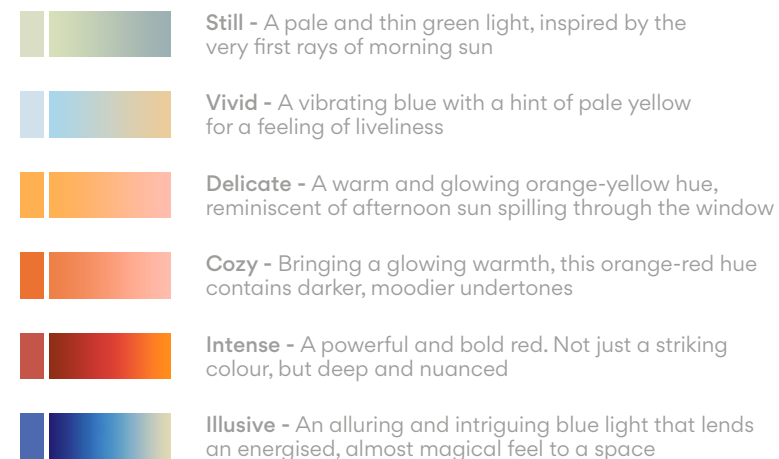 Still - A pale and thin green light, inspired by the
very first rays of morning sun
Vivid - A vibrating blue with a hint of pale yellow
for a feeling of liveliness
Delicate - A warm and glowing orange-yellow hue,
reminiscent of afternoon sun spilling through the window
Cozy - Bringing a glowing warmth, this orange-red hue
contains darker, moodier undertones
Intense - A powerful and bold red. Not just a striking
colour, but deep and nuanced
Illusive - An alluring and intriguing blue light that lends
an energised, almost magical feel to a space